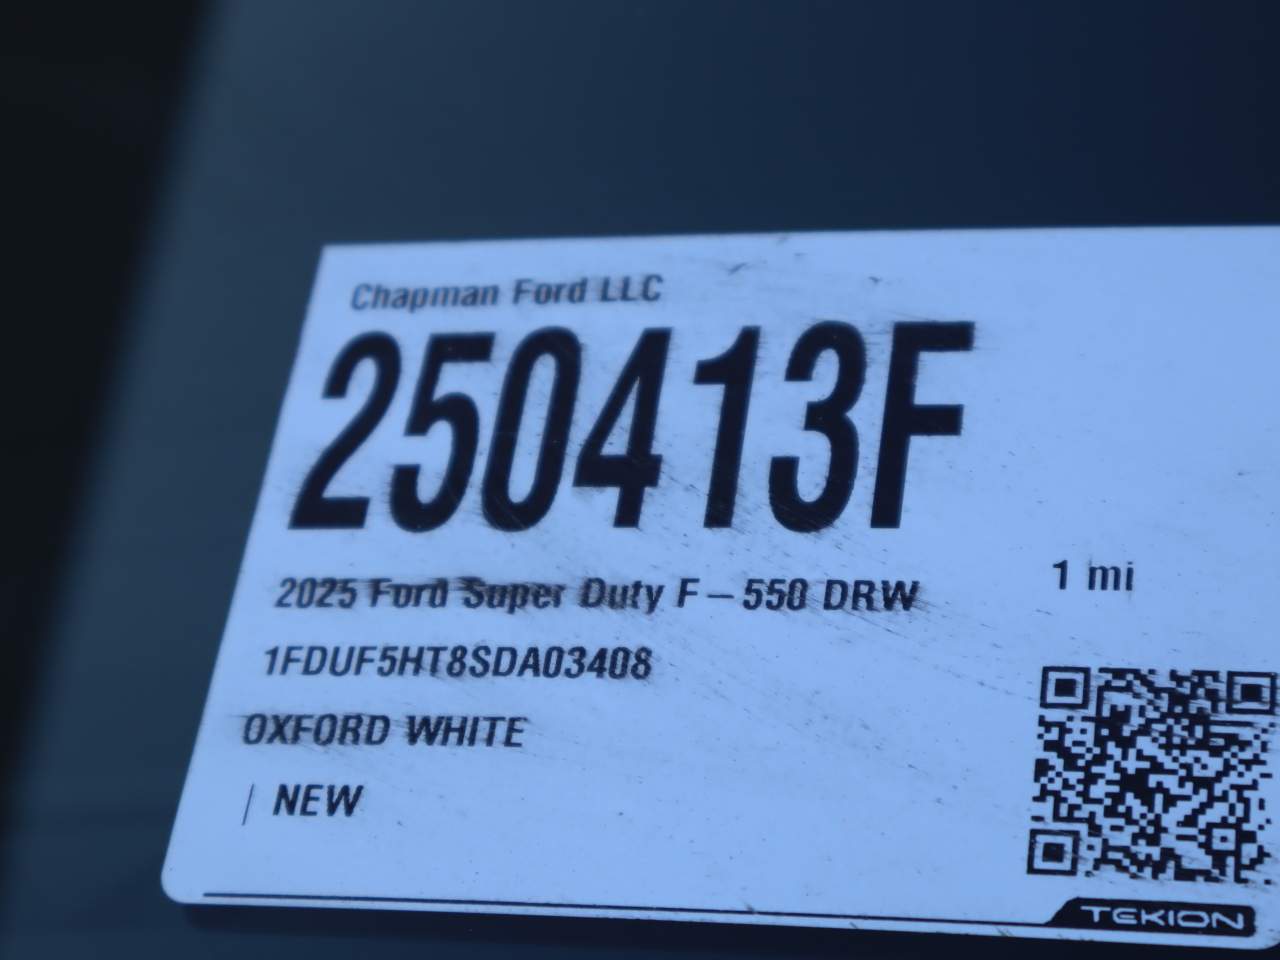 Chapman Ford LLC
250413F
2025 Ford Super Duty F-550 DRW
1 mi
1FDUF5HT8SDA03408
OXFORD WHITE
| NEW
TEKION